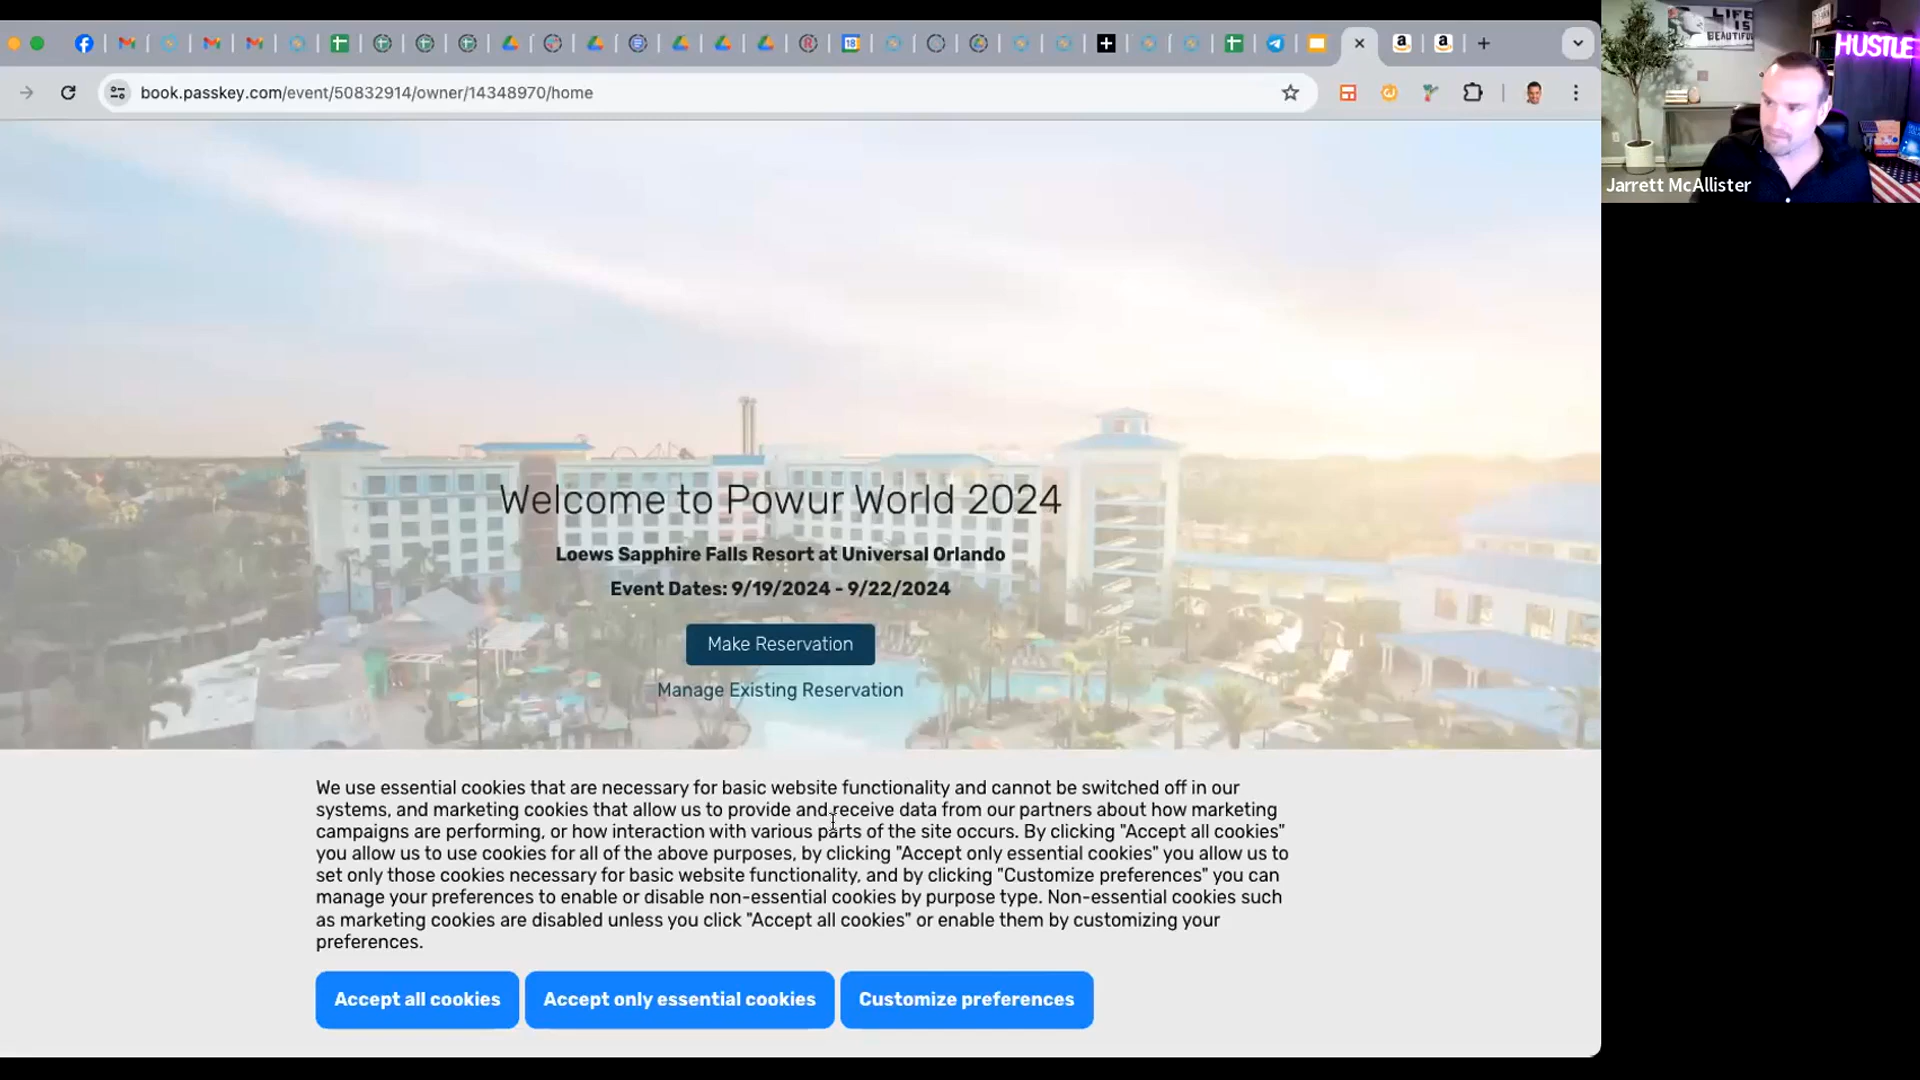 book.passkey.com/event/50832914/owner/14348970/home
18
LIFE
IS
BEAUTIFUL
HUSTLE
Jarrett McAllister
Welcome to Powur World 2024
Loews Sapphire Falls Resort at Universal Orlando
Event Dates: 9/19/2024 - 9/22/2024
Make Reservation
Manage Existing Reservation
We use essential cookies that are necessary for basic website functionality and cannot be switched off in our
systems, and marketing cookies that allow us to provide and receive data from our partners about how marketing
campaigns are performing, or how interaction with various parts of the site occurs. By clicking "Accept all cookies"
you allow us to use cookies for all of the above purposes, by clicking "Accept only essential cookies" you allow us to
set only those cookies necessary for basic website functionality, and by clicking "Customize preferences" you can
manage your preferences to enable or disable non-essential cookies by purpose type. Non-essential cookies such
as marketing cookies are disabled unless you click "Accept all cookies" or enable them by customizing your
preferences.
Accept all cookies
Accept only essential cookies
Customize preferences